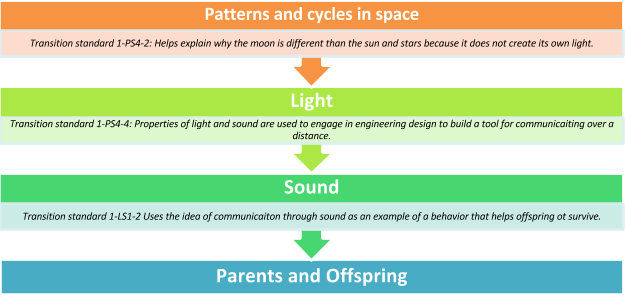 Patterns and cycles in space
Transition standard 1-PS4-2: Helps explain why the moon is different than the sun and stars because it does not create its own light.
Light
Transition standard 1-PS4-4: Properties of light and sound are used to engage in engineering design to build a tool for communicaiting over a
distance.
Sound
Transition standard 1-LS1-2 Uses the idea of communicaiton through sound as an example of a behavior that helps offspring ot survive.
Parents and Offspring